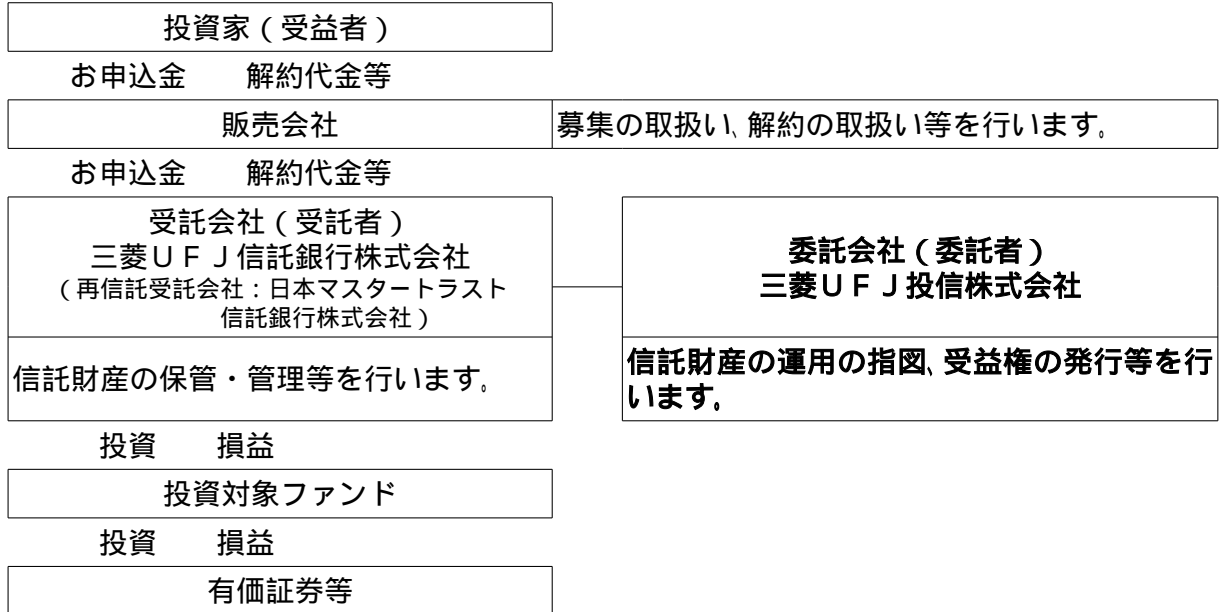 投資家(受益者)
お申込金　　解約代金等
販売会社
募集の取扱い、解約の取扱い等を行います。
お申込金　　解約代金等
受託会社(受託者)
三菱UFJ信託銀行株式会社
(再信託受託会社:日本マスタートラスト
信託銀行株式会社)
委託会社(委託者)
三菱UFJ投信株式会社
信託財産の保管・管理等を行います。
信託財産の運用の指図、受益権の発行等を行
います。
投資　　損益
投資対象ファンド
投資　　損益
有価証券等